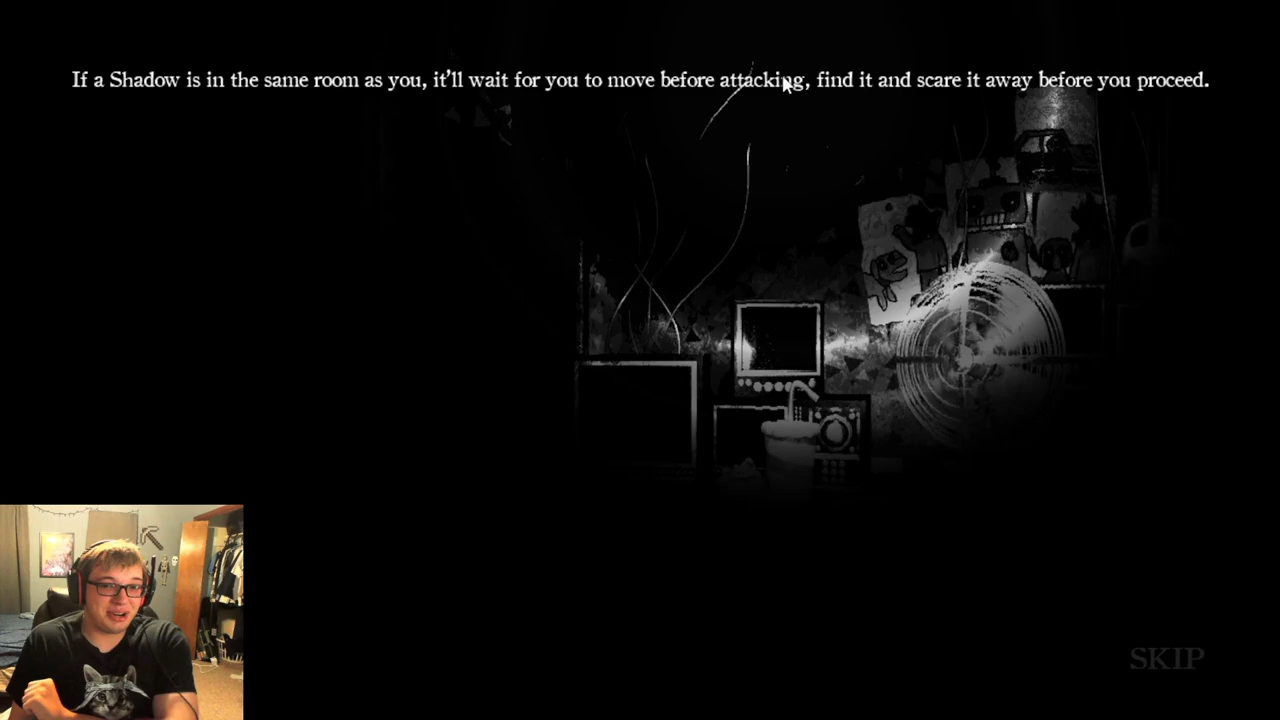 If a Shadow is in the same room as you, it'll wait for you to move before attacking, find it and scare it away before you proceed.
SKIP